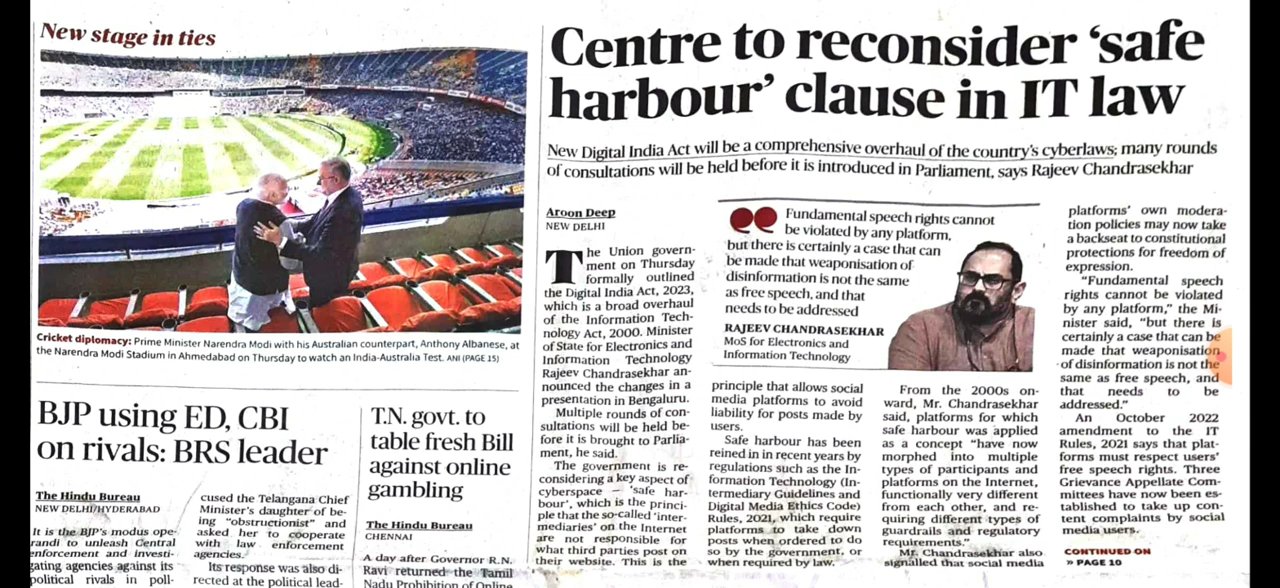 New stage in ties
Cricket diplomacy: Prime Minister Narendra Modi with his Australian counterpart, Anthony Albanese, at
the Narendra Modi Stadium in Ahmedabad on Thursday to watch an India-Australia Test. ANI (PAGE 15)
BJP using ED, CBI
on rivals: BRS leader
The Hindu Bureau
NEW DELHI/HYDERABAD
It is the BJP's modus ope-
randi to unleash Central
enforcement and investi-
gating agencies against its
political rivals in poll-
cused the Telangana Chief
Minister's daughter of be-
ing "obstructionist" and
asked her to cooperate
with law enforcement
agencies.
Its response was also di-
rected at the political lead-
T.N. govt. to
table fresh Bill
against online
gambling
The Hindu Bureau
CHENNAI
A day after Governor R.N.
Ravi returned the Tamil
Nadu Prohibition of Online
Centre to reconsider 'safe
harbour' clause in IT law
New Digital India Act will be a comprehensive overhaul of the country's cyberlaws; many rounds
of consultations will be held before it is introduced in Parliament, says Rajeev Chandrasekhar
Aroon Deep
NEW DELHI
The Union govern-
ment on Thursday
formally outlined
the Digital India Act, 2023,
which is a broad overhaul
of the Information Tech-
nology Act, 2000. Minister
of State for Electronics and
Information Technology
Rajeev Chandrasekhar an-
nounced the changes in a
presentation in Bengaluru.
Multiple rounds of con-
sultations will be held be-
fore it is brought to Parlia-
ment, he said.
The government is re-
considering a key aspect of
cyberspace – 'safe har-
bour', which is the princi-
ple that the so-called 'inter-
mediaries' on the Internet
are not responsible for
what third parties post on
their website. This is the
Fundamental speech rights cannot
be violated by any platform,
but there is certainly a case that can
be made that weaponisation of
disinformation is not the same
as free speech, and that
needs to be addressed
RAJEEV CHANDRASEKHAR
MoS for Electronics and
Information Technology
principle that allows social
media platforms to avoid
liability for posts made by
users.
Safe harbour has been
reined in in recent years by
regulations such as the In-
formation Technology (In-
termediary Guidelines and
Digital Media Ethics Code)
Rules, 2021, which require
platforms to take down
posts when ordered to do
so by the government, or
when required by law.
From the 2000s on-
ward, Mr. Chandrasekhar
said, platforms for which
safe harbour was applied
as a concept "have now
morphed into multiple
types of participants and
platforms on the Internet,
functionally very different
from each other, and re-
quiring different types of
guardrails and regulatory
requirements."
Mr. Chandrasekhar also
signalled that social media
platforms' own modera-
tion policies may now take
a backseat to constitutional
protections for freedom of
expression.
"Fundamental speech
rights cannot be violated
by any platform," the Mi-
nister said, "but there is
certainly a case that can be
made that weaponisation
of disinformation is not the
same as free speech, and
that needs to be
addressed."
An October 2022
amendment to the IT
Rules, 2021 says that plat-
forms must respect users'
free speech rights. Three
Grievance Appellate Com-
mittees have now been es-
tablished to take up con-
tent complaints by social
media users.
CONTINUED ON
» PAGE 10